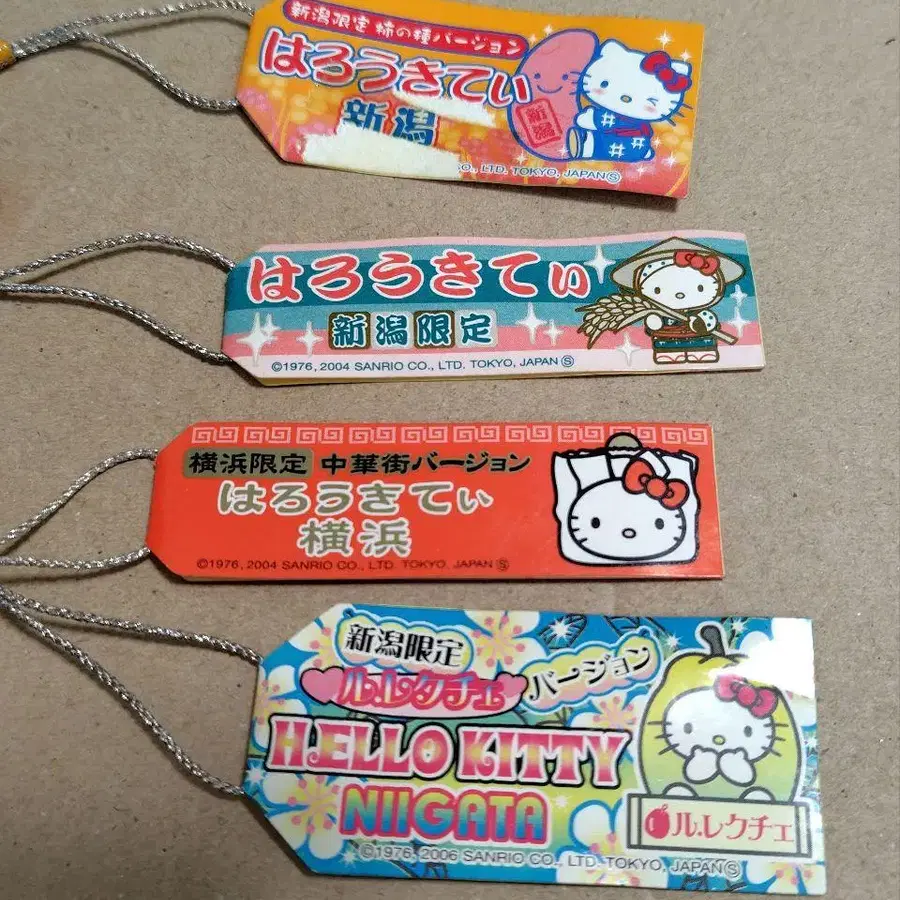 新潟限定 柿の種バージョン
はろうきてぃ
新潟
新潟
CO., LTD. TOKYO, JAPAN Ⓢ
はろうきてぃ
新潟限定
©1976, 2004 SANRIO CO., LTD. TOKYO, JAPAN Ⓢ
横浜限定 中華街バージョン
はろうきてぃ
横浜
©1976, 2004 SANRIO CO., LTD. TOKYO, JAPAN Ⓢ
新潟限定
ル.レクチェ バージョン
HELLO KITTY
NIIGATA
ル.レクチェ
©1976, 2006 SANRIO CO., LTD. TOKYO, JAPAN Ⓢ